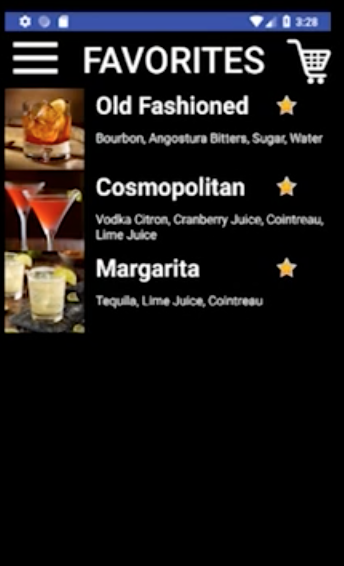 3:28
FAVORITES
Old Fashioned
Bourbon, Angostura Bitters, Sugar, Water
Cosmopolitan
Vodka Citron, Cranberry Juice, Cointreau,
Lime Juice
Margarita
Tequila, Lime Juice, Cointreau